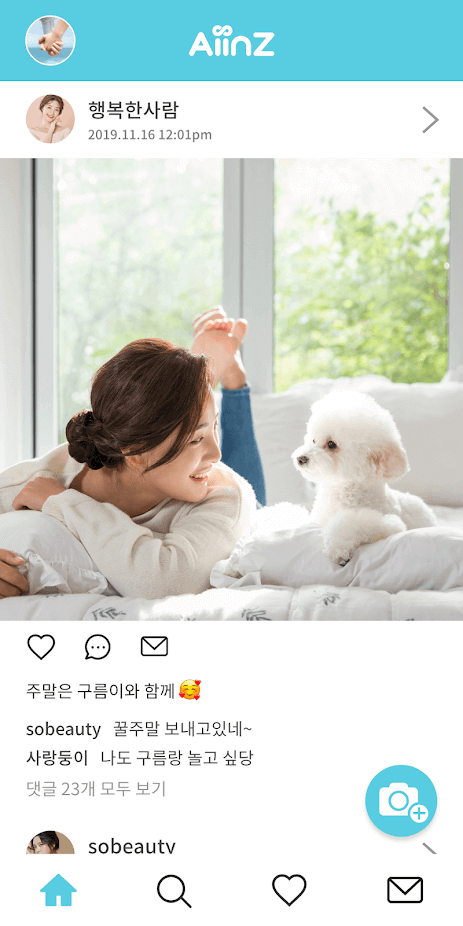 AiinZ
행복한사람
2019.11.16 12:01pm
주말은 구름이와 함께🥰
sobeauty 꿀주말 보내고있네~
사랑둥이 나도 구름랑 놀고 싶당
댓글 23개 모두 보기
sobeauty